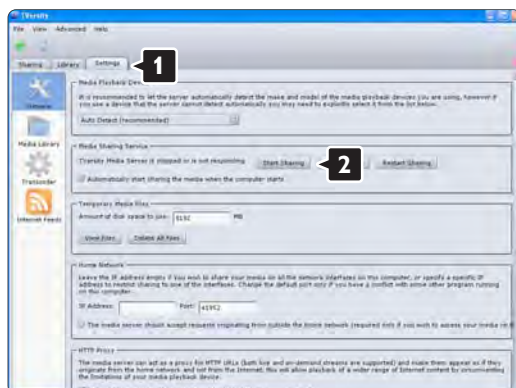 TVersity
File View Advanced Help
Sharing Library Settings
1
Media Playback Device
It is recommended to let the server automatically detect the make and model of the media playback devices you are using, however if
you use a device that the server cannot detect automatically you may need to explicitly select it from the list below.
Auto Detect (recommended)
Media Library
Media Sharing Service
TVersity Media Server is stopped or is not responding. Start Sharing 2 Restart Sharing
Automatically start sharing the media when the computer starts
Transcoder
Temporary Media Files
Amount of disk space to use: 8192 MB
Internet Feeds
View Files Delete All Files
Home Network
Leave the IP address empty if you wish to share your media on all the network interfaces on this computer, or specify a specific IP
address to restrict sharing to one of the interfaces. Change the default port only if you have a conflict with some other program running
on this computer.
IP Address: Port: 41952
The media server should accept requests originating from outside the home network (required only if you wish to access your media
HTTP Proxy
The media server can act as a proxy for HTTP URLs (both live and on-demand streams are supported) and make them appear as if they
originate from the home network and not from the Internet. This will allow playback of a wider range of Internet content by circumventing
the limitations of your media playback device.